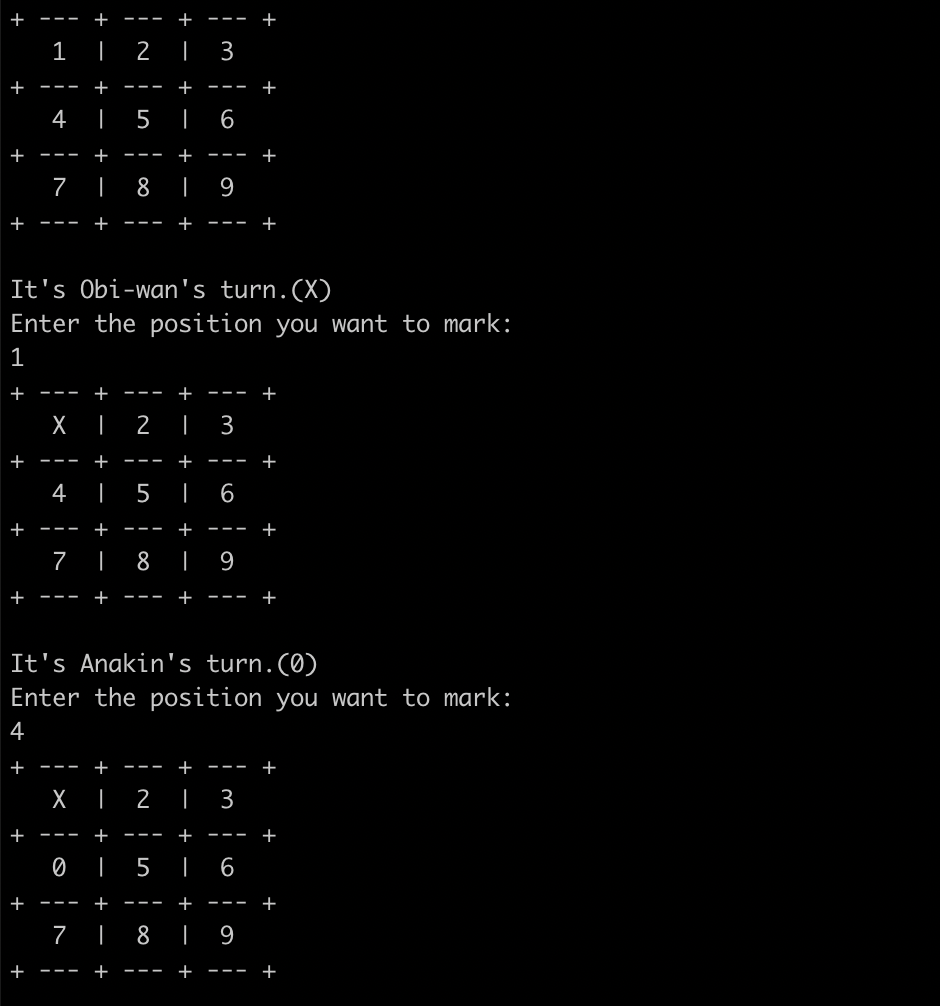 + --- + --- + --- +
   1  |  2  |  3
+ --- + --- + --- +
   4  |  5  |  6
+ --- + --- + --- +
   7  |  8  |  9
+ --- + --- + --- +

It's Obi-wan's turn.(X)
Enter the position you want to mark:
1
+ --- + --- + --- +
   X  |  2  |  3
+ --- + --- + --- +
   4  |  5  |  6
+ --- + --- + --- +
   7  |  8  |  9
+ --- + --- + --- +

It's Anakin's turn.(0)
Enter the position you want to mark:
4
+ --- + --- + --- +
   X  |  2  |  3
+ --- + --- + --- +
   0  |  5  |  6
+ --- + --- + --- +
   7  |  8  |  9
+ --- + --- + --- +